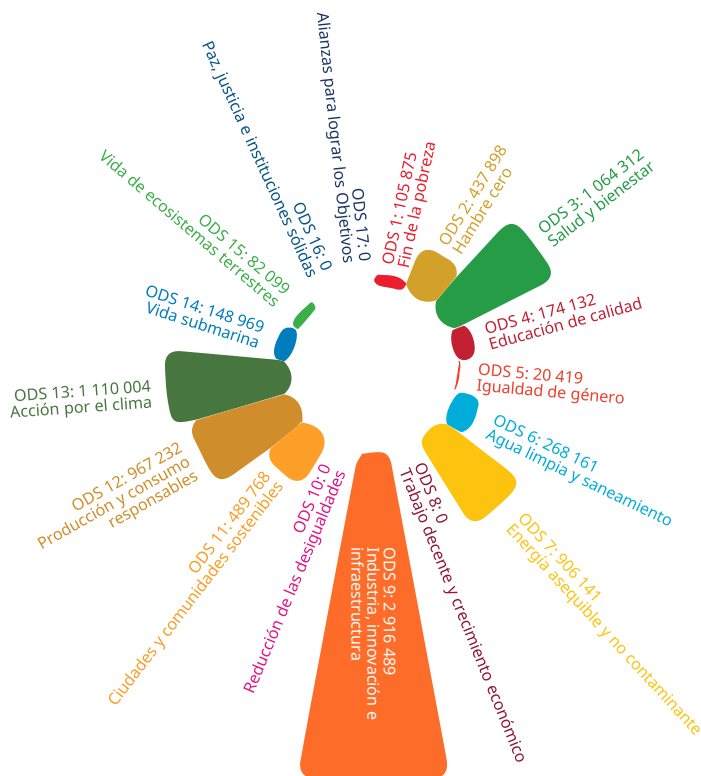 ODS 1: 105 875
Fin de la pobreza
ODS 2: 437 898
Hambre cero
ODS 3: 1 064 312
Salud y bienestar
ODS 4: 174 132
Educación de calidad
ODS 5: 20 419
Igualdad de género
ODS 6: 268 161
Agua limpia y saneamiento
ODS 7: 906 141
Energía asequible y no contaminante
ODS 8: 0
Trabajo decente y crecimiento económico
ODS 9: 2 916 489
Industria, innovación e
infraestructura
ODS 10: 0
Reducción de las desigualdades
ODS 11: 489 768
Ciudades y comunidades sostenibles
ODS 12: 967 232
Producción y consumo
responsables
ODS 13: 1 110 004
Acción por el clima
ODS 14: 148 969
Vida submarina
ODS 15: 82 099
Vida de ecosistemas terrestres
ODS 16: 0
Paz, justicia e instituciones sólidas
ODS 17: 0
Alianzas para lograr los Objetivos